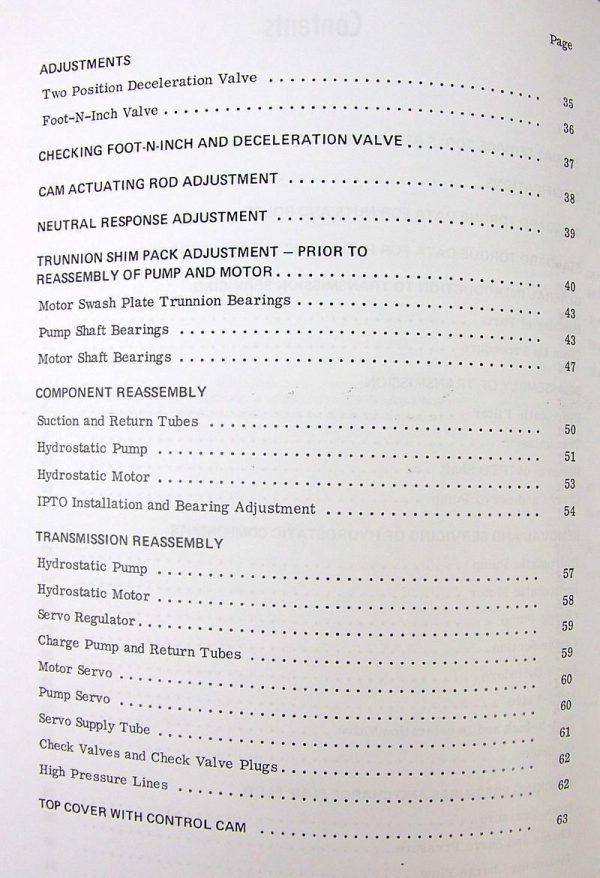 Contents
Page
ADJUSTMENTS
Two Position Deceleration Valve . . . . . . . . . . . . . . . . . . . . . . . . 35
Foot-N-Inch Valve . . . . . . . . . . . . . . . . . . . . . . . . . . . . . . . . 36
CHECKING FOOT-N-INCH AND DECELERATION VALVE . . . . . . . . . . . . 37
CAM ACTUATING ROD ADJUSTMENT . . . . . . . . . . . . . . . . . . . . . . 38
NEUTRAL RESPONSE ADJUSTMENT . . . . . . . . . . . . . . . . . . . . . . . 39
TRUNNION SHIM PACK ADJUSTMENT — PRIOR TO
REASSEMBLY OF PUMP AND MOTOR . . . . . . . . . . . . . . . . . . . . . . . 40
Motor Swash Plate Trunnion Bearings . . . . . . . . . . . . . . . . . . . . . 43
Pump Shaft Bearings . . . . . . . . . . . . . . . . . . . . . . . . . . . . . . 43
Motor Shaft Bearings . . . . . . . . . . . . . . . . . . . . . . . . . . . . . . 47
COMPONENT REASSEMBLY
Suction and Return Tubes . . . . . . . . . . . . . . . . . . . . . . . . . . . . 50
Hydrostatic Pump . . . . . . . . . . . . . . . . . . . . . . . . . . . . . . . . 51
Hydrostatic Motor . . . . . . . . . . . . . . . . . . . . . . . . . . . . . . . . 53
IPTO Installation and Bearing Adjustment . . . . . . . . . . . . . . . . . . . 54
TRANSMISSION REASSEMBLY
Hydrostatic Pump . . . . . . . . . . . . . . . . . . . . . . . . . . . . . . . . 57
Hydrostatic Motor . . . . . . . . . . . . . . . . . . . . . . . . . . . . . . . . 58
Servo Regulator . . . . . . . . . . . . . . . . . . . . . . . . . . . . . . . . . 59
Charge Pump and Return Tubes . . . . . . . . . . . . . . . . . . . . . . . . . 59
Motor Servo . . . . . . . . . . . . . . . . . . . . . . . . . . . . . . . . . . . 60
Pump Servo . . . . . . . . . . . . . . . . . . . . . . . . . . . . . . . . . . . . 60
Servo Supply Tube . . . . . . . . . . . . . . . . . . . . . . . . . . . . . . . . 61
Check Valves and Check Valve Plugs . . . . . . . . . . . . . . . . . . . . . . 62
High Pressure Lines . . . . . . . . . . . . . . . . . . . . . . . . . . . . . . . 62
TOP COVER WITH CONTROL CAM . . . . . . . . . . . . . . . . . . . . . . . . 63